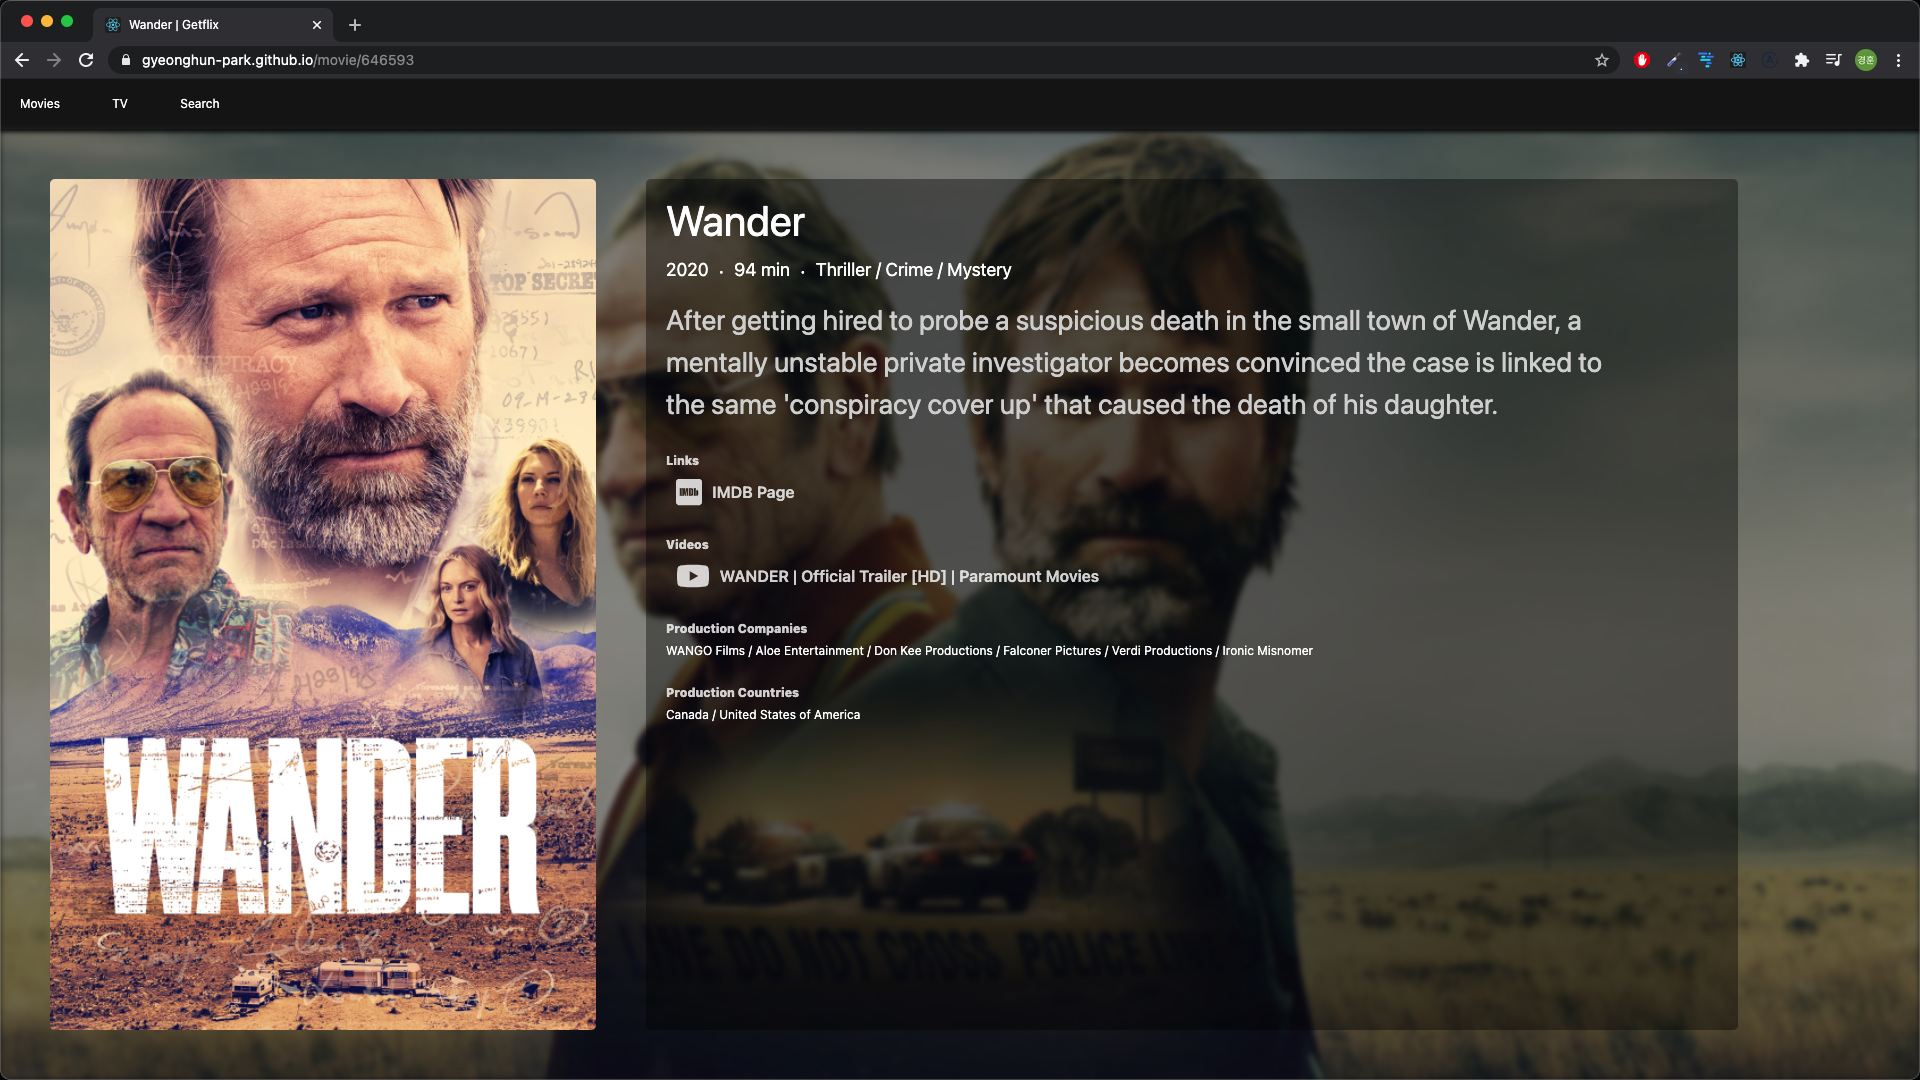 Wander | Getflix
gyeonghun-park.github.io/movie/646593
경훈
Movies
TV
Search
TOP SECRE
CONSPIRACY
WANDER
Wander
2020 · 94 min · Thriller / Crime / Mystery
After getting hired to probe a suspicious death in the small town of Wander, a
mentally unstable private investigator becomes convinced the case is linked to
the same 'conspiracy cover up' that caused the death of his daughter.
Links
IMDb
IMDB Page
Videos
WANDER | Official Trailer [HD] | Paramount Movies
Production Companies
WANGO Films / Aloe Entertainment / Don Kee Productions / Falconer Pictures / Verdi Productions / Ironic Misnomer
Production Countries
Canada / United States of America
LINE DO NOT CROSS POLICE LI